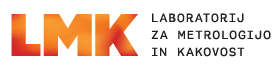 LMK
LABORATORIJ
ZA METROLOGIJO
IN KAKOVOST